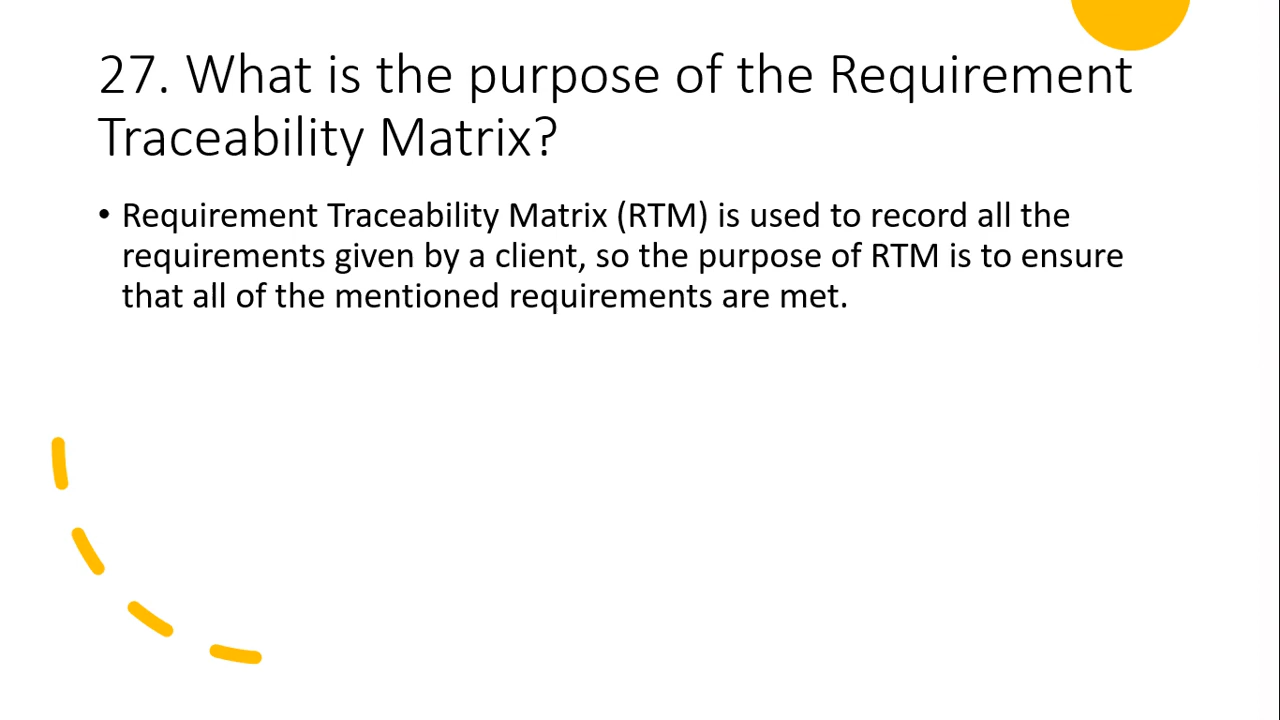 27. What is the purpose of the Requirement
Traceability Matrix?
• Requirement Traceability Matrix (RTM) is used to record all the
requirements given by a client, so the purpose of RTM is to ensure
that all of the mentioned requirements are met.